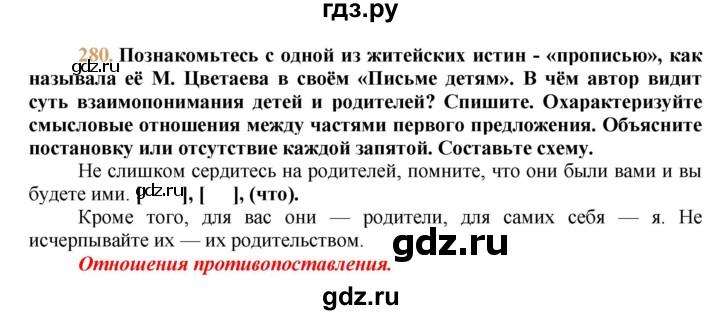 гдз.ру
280. Познакомьтесь с одной из житейских истин - «прописью», как
называла её М. Цветаева в своём «Письме детям». В чём автор видит
суть взаимопонимания детей и родителей? Спишите. Охарактеризуйте
смысловые отношения между частями первого предложения. Объясните
постановку или отсутствие каждой запятой. Составьте схему.
Не слишком сердитесь на родителей, помните, что они были вами и вы
будете ими. [ ], [ ], (что).
Кроме того, для вас они — родители, для самих себя — я. Не
исчерпывайте их — их родительством.
Отношения противопоставления.
gdz.ru
gdz.ru
gdz.ru